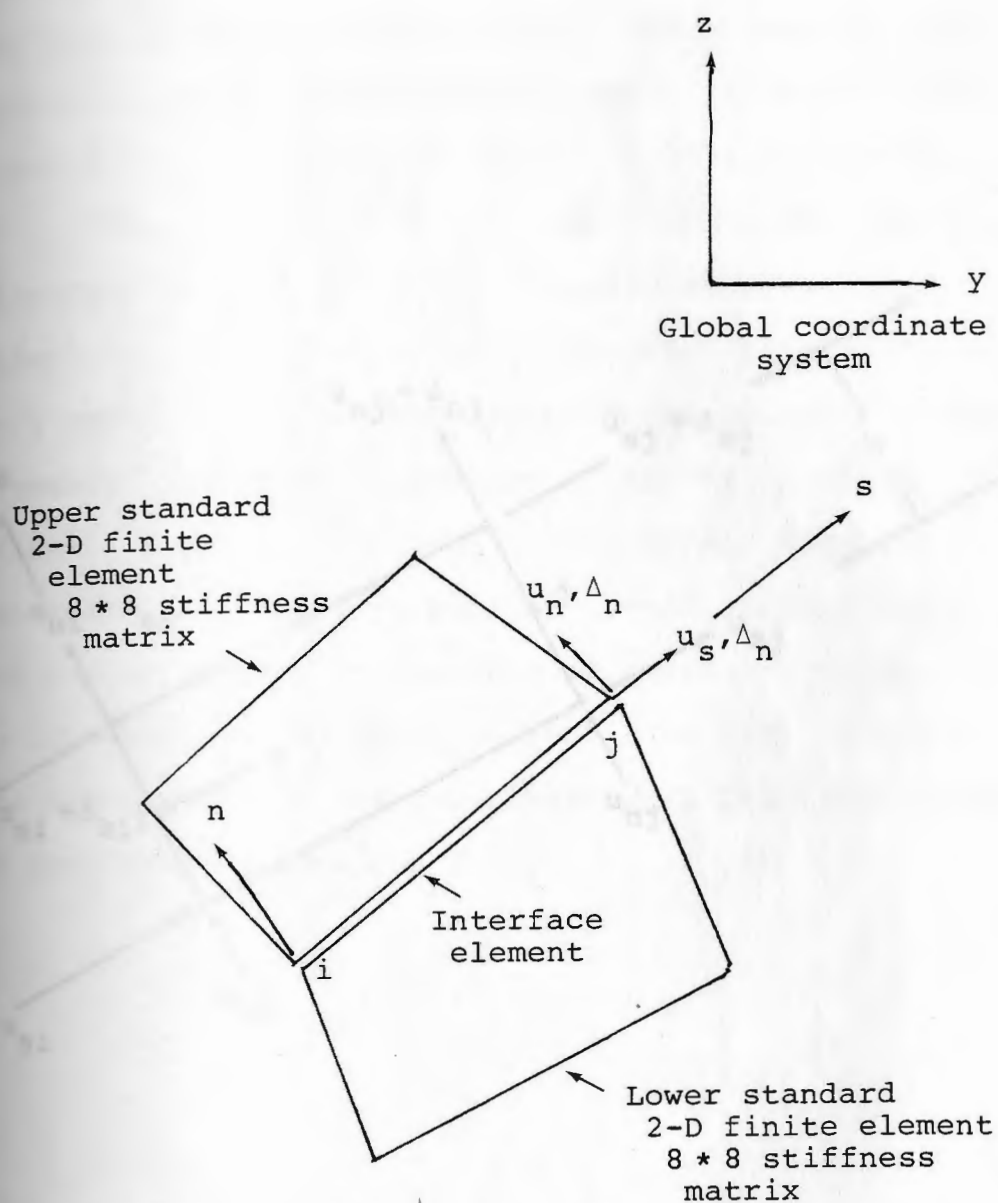 z
y
Global coordinate
system
s
Upper standard
2-D finite
element
8 * 8 stiffness
matrix
u_n,Δ_n
u_s,Δ_n
j
n
Interface
element
i
Lower standard
2-D finite element
8 * 8 stiffness
matrix